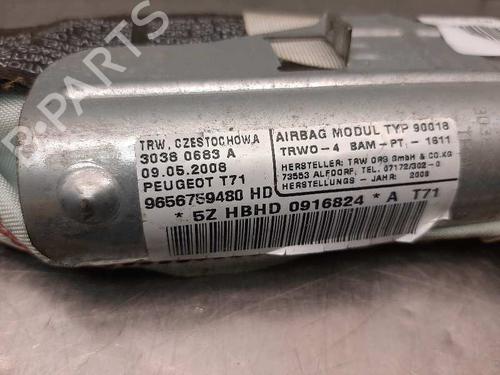 B-PARTS
TRW, CZESTOCHOWA
3038 0683 A
09.05.2008
PEUGEOT T71
9656759480 HD
* 5Z HBHD 0916824 * A T71
AIRBAG MODUL TYP 90018
TRWO-4 BAM-PT.-1611
HERSTELLER: TRW ORS GmbH & CO.KG
73553 ALFDORF, TEL. 07172/302-0
HERSTELLUNGS - JAHR: 2008